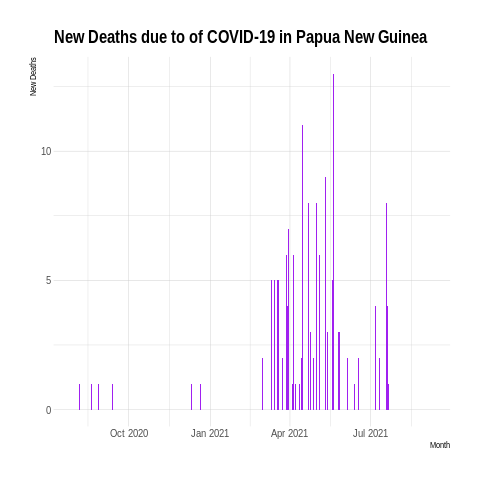 New Deaths due to of COVID-19 in Papua New Guinea
New Deaths
10
5
0
Oct 2020 Jan 2021 Apr 2021 Jul 2021
Month